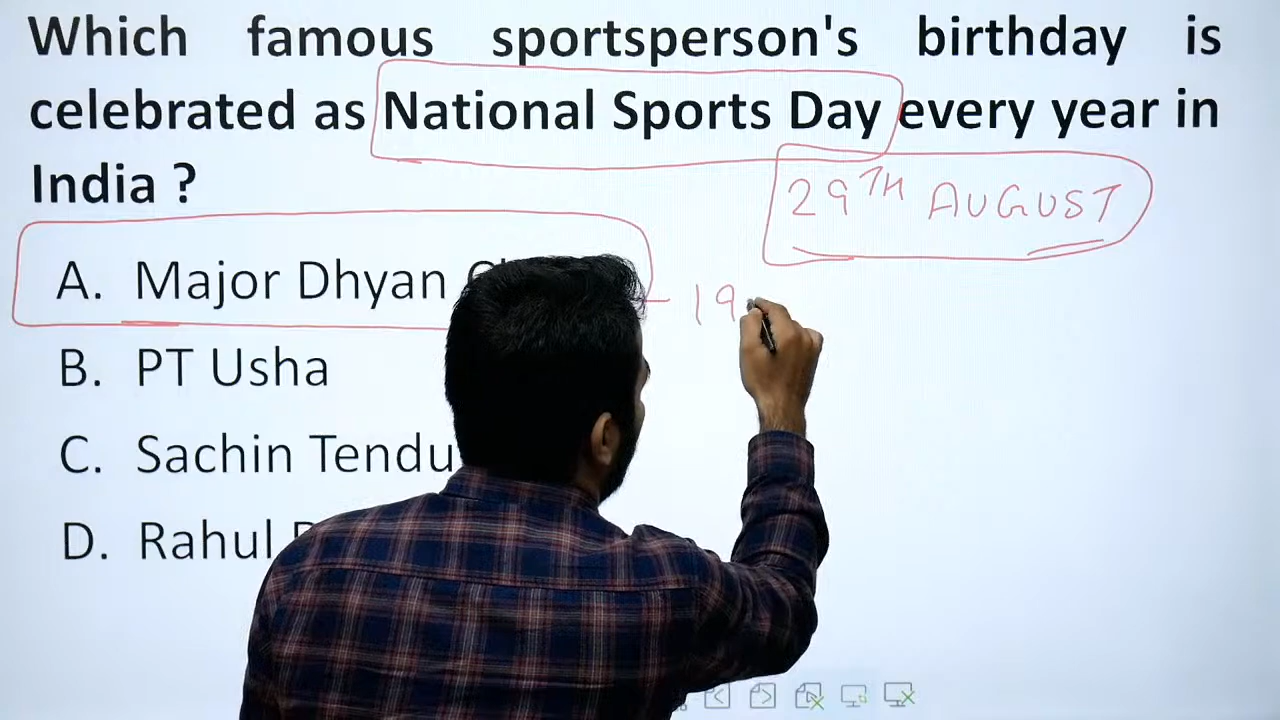 Which famous sportsperson's birthday is
celebrated as National Sports Day every year in
India ?
29TH AUGUST
A. Major Dhyan
- 19
B. PT Usha
C. Sachin
D. Rahul